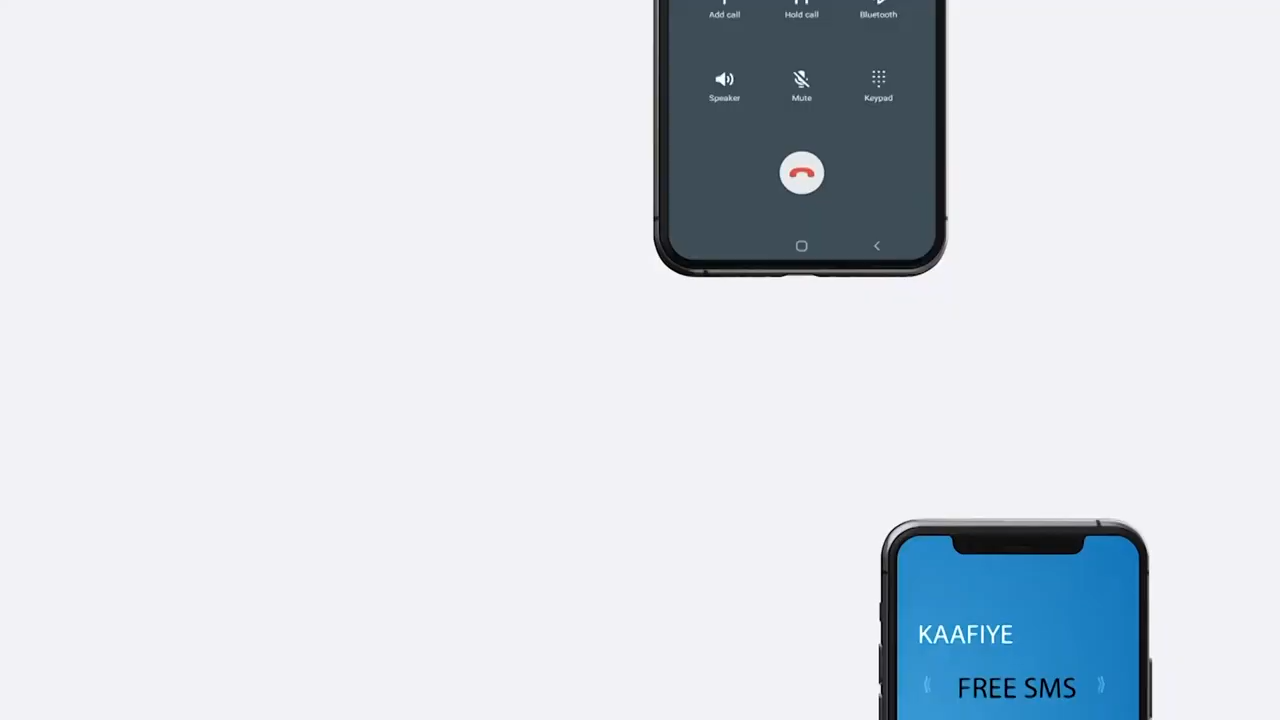 Add call Hold call Bluetooth
Speaker Mute Keypad
KAAFIYE
FREE SMS